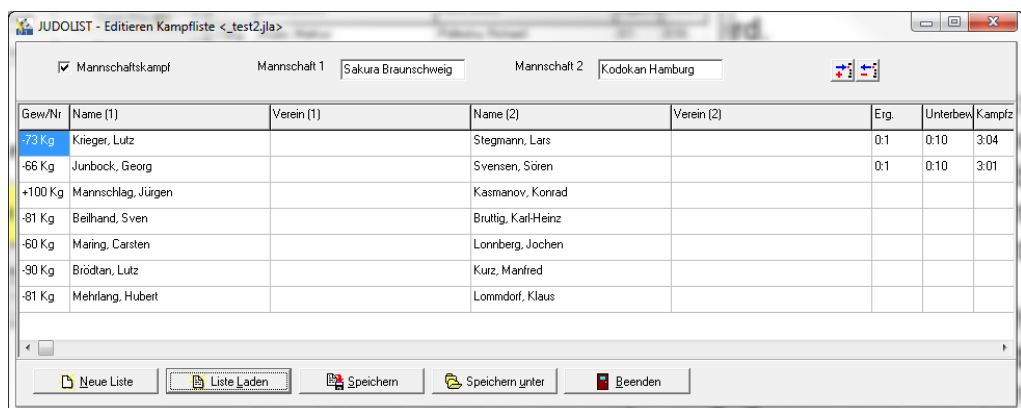 JUDOLIST - Editieren Kampfliste <_test2.jla>
Mannschaftskampf Mannschaft 1 Sakura Braunschweig Mannschaft 2 Kodokan Hamburg
Gew/Nr Name (1) Verein (1) Name (2) Verein (2) Erg. Unterbew Kampfz
-73 Kg Krieger, Lutz Stegmann, Lars 0:1 0:10 3:04
-66 Kg Junbock, Georg Svensen, Sören 0:1 0:10 3:01
+100 Kg Mannschlag, Jürgen Kasmanov, Konrad
-81 Kg Beilhand, Sven Bruttig, Karl-Heinz
-60 Kg Maring, Carsten Lonnberg, Jochen
-90 Kg Brödtan, Lutz Kurz, Manfred
-81 Kg Mehrlang, Hubert Lommdorf, Klaus
Neue Liste Liste Laden Speichern Speichern unter Beenden